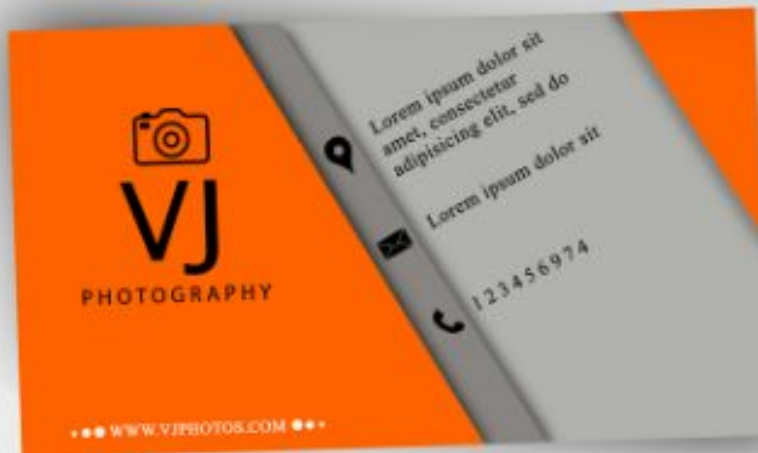 VJ
PHOTOGRAPHY
WWW.VJPHOTOS.COM
Lorem ipsum dolor sit
amet, consectetur
adipisicing elit, sed do
Lorem ipsum dolor sit
123456974